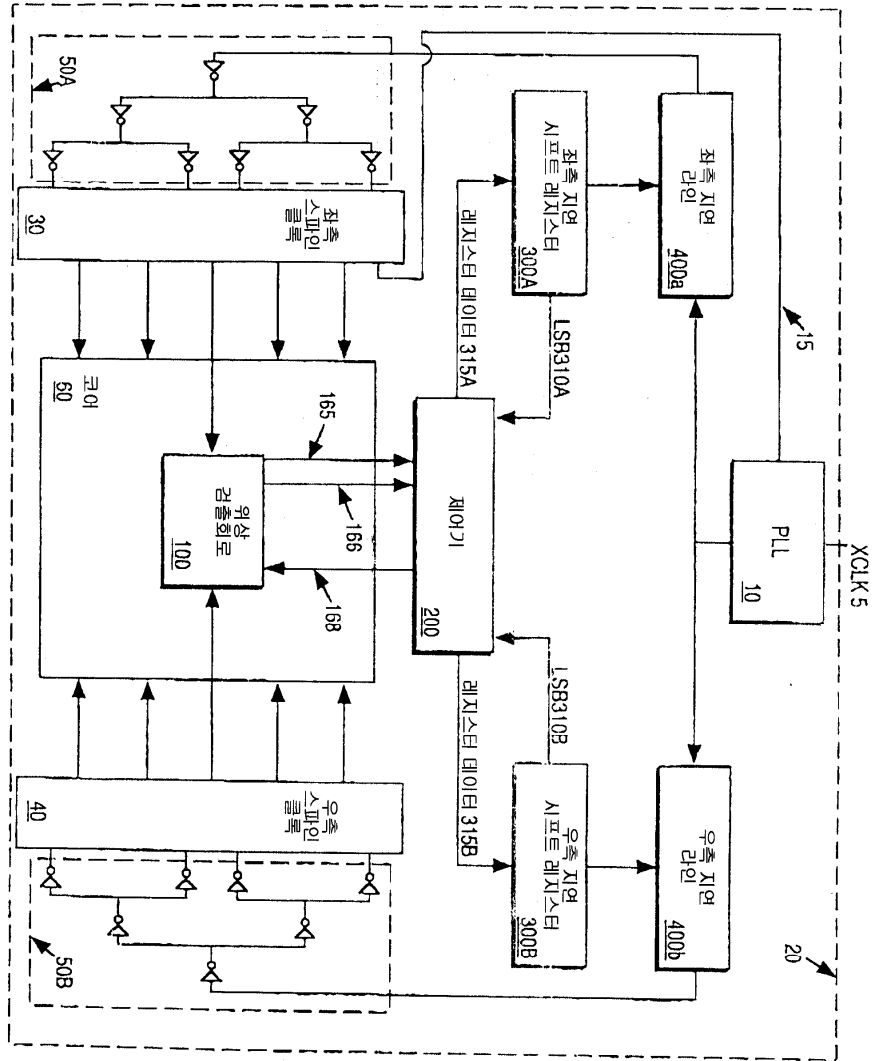 XCLK 5
20
PLL
10
15
좌측 지연
라인
400a
우측 지연
라인
400b
좌측 지연
시프트 레지스터
300A
우측 지연
시프트 레지스터
300B
LSB310A
LSB310B
레지스터 데이터 315A
제어기
200
레지스터 데이터 315B
165
166
168
좌측
스파인
클록
30
위상
검출회로
100
코어
60
우측
스파인
클록
40
50A
50B